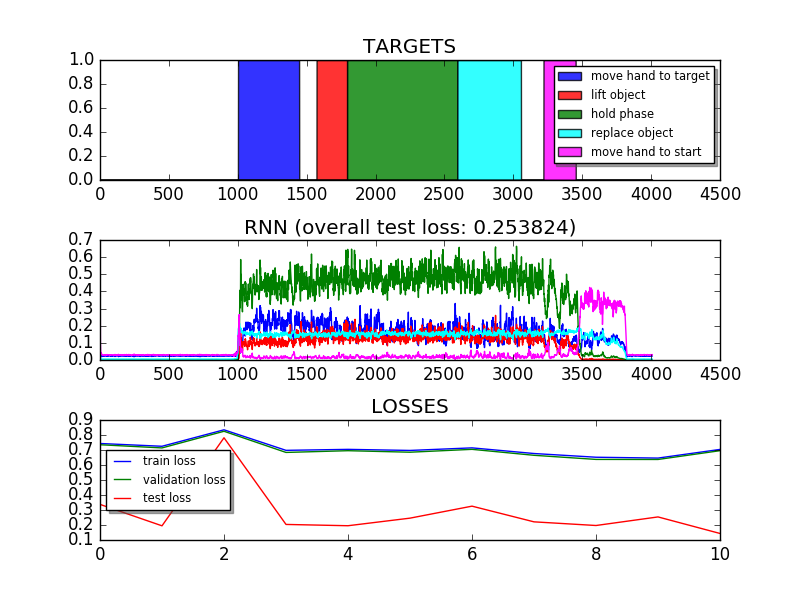 TARGETS
1.0
0.8
0.6
0.4
0.2
0.0
move hand to target
lift object
hold phase
replace object
move hand to start
0 500 1000 1500 2000 2500 3000 3500 4000 4500
RNN (overall test loss: 0.253824)
0.7
0.6
0.5
0.4
0.3
0.2
0.1
0.0
0 500 1000 1500 2000 2500 3000 3500 4000 4500
LOSSES
0.9
0.8
0.7
0.6
0.5
0.4
0.3
0.2
0.1
train loss
validation loss
test loss
0 2 4 6 8 10